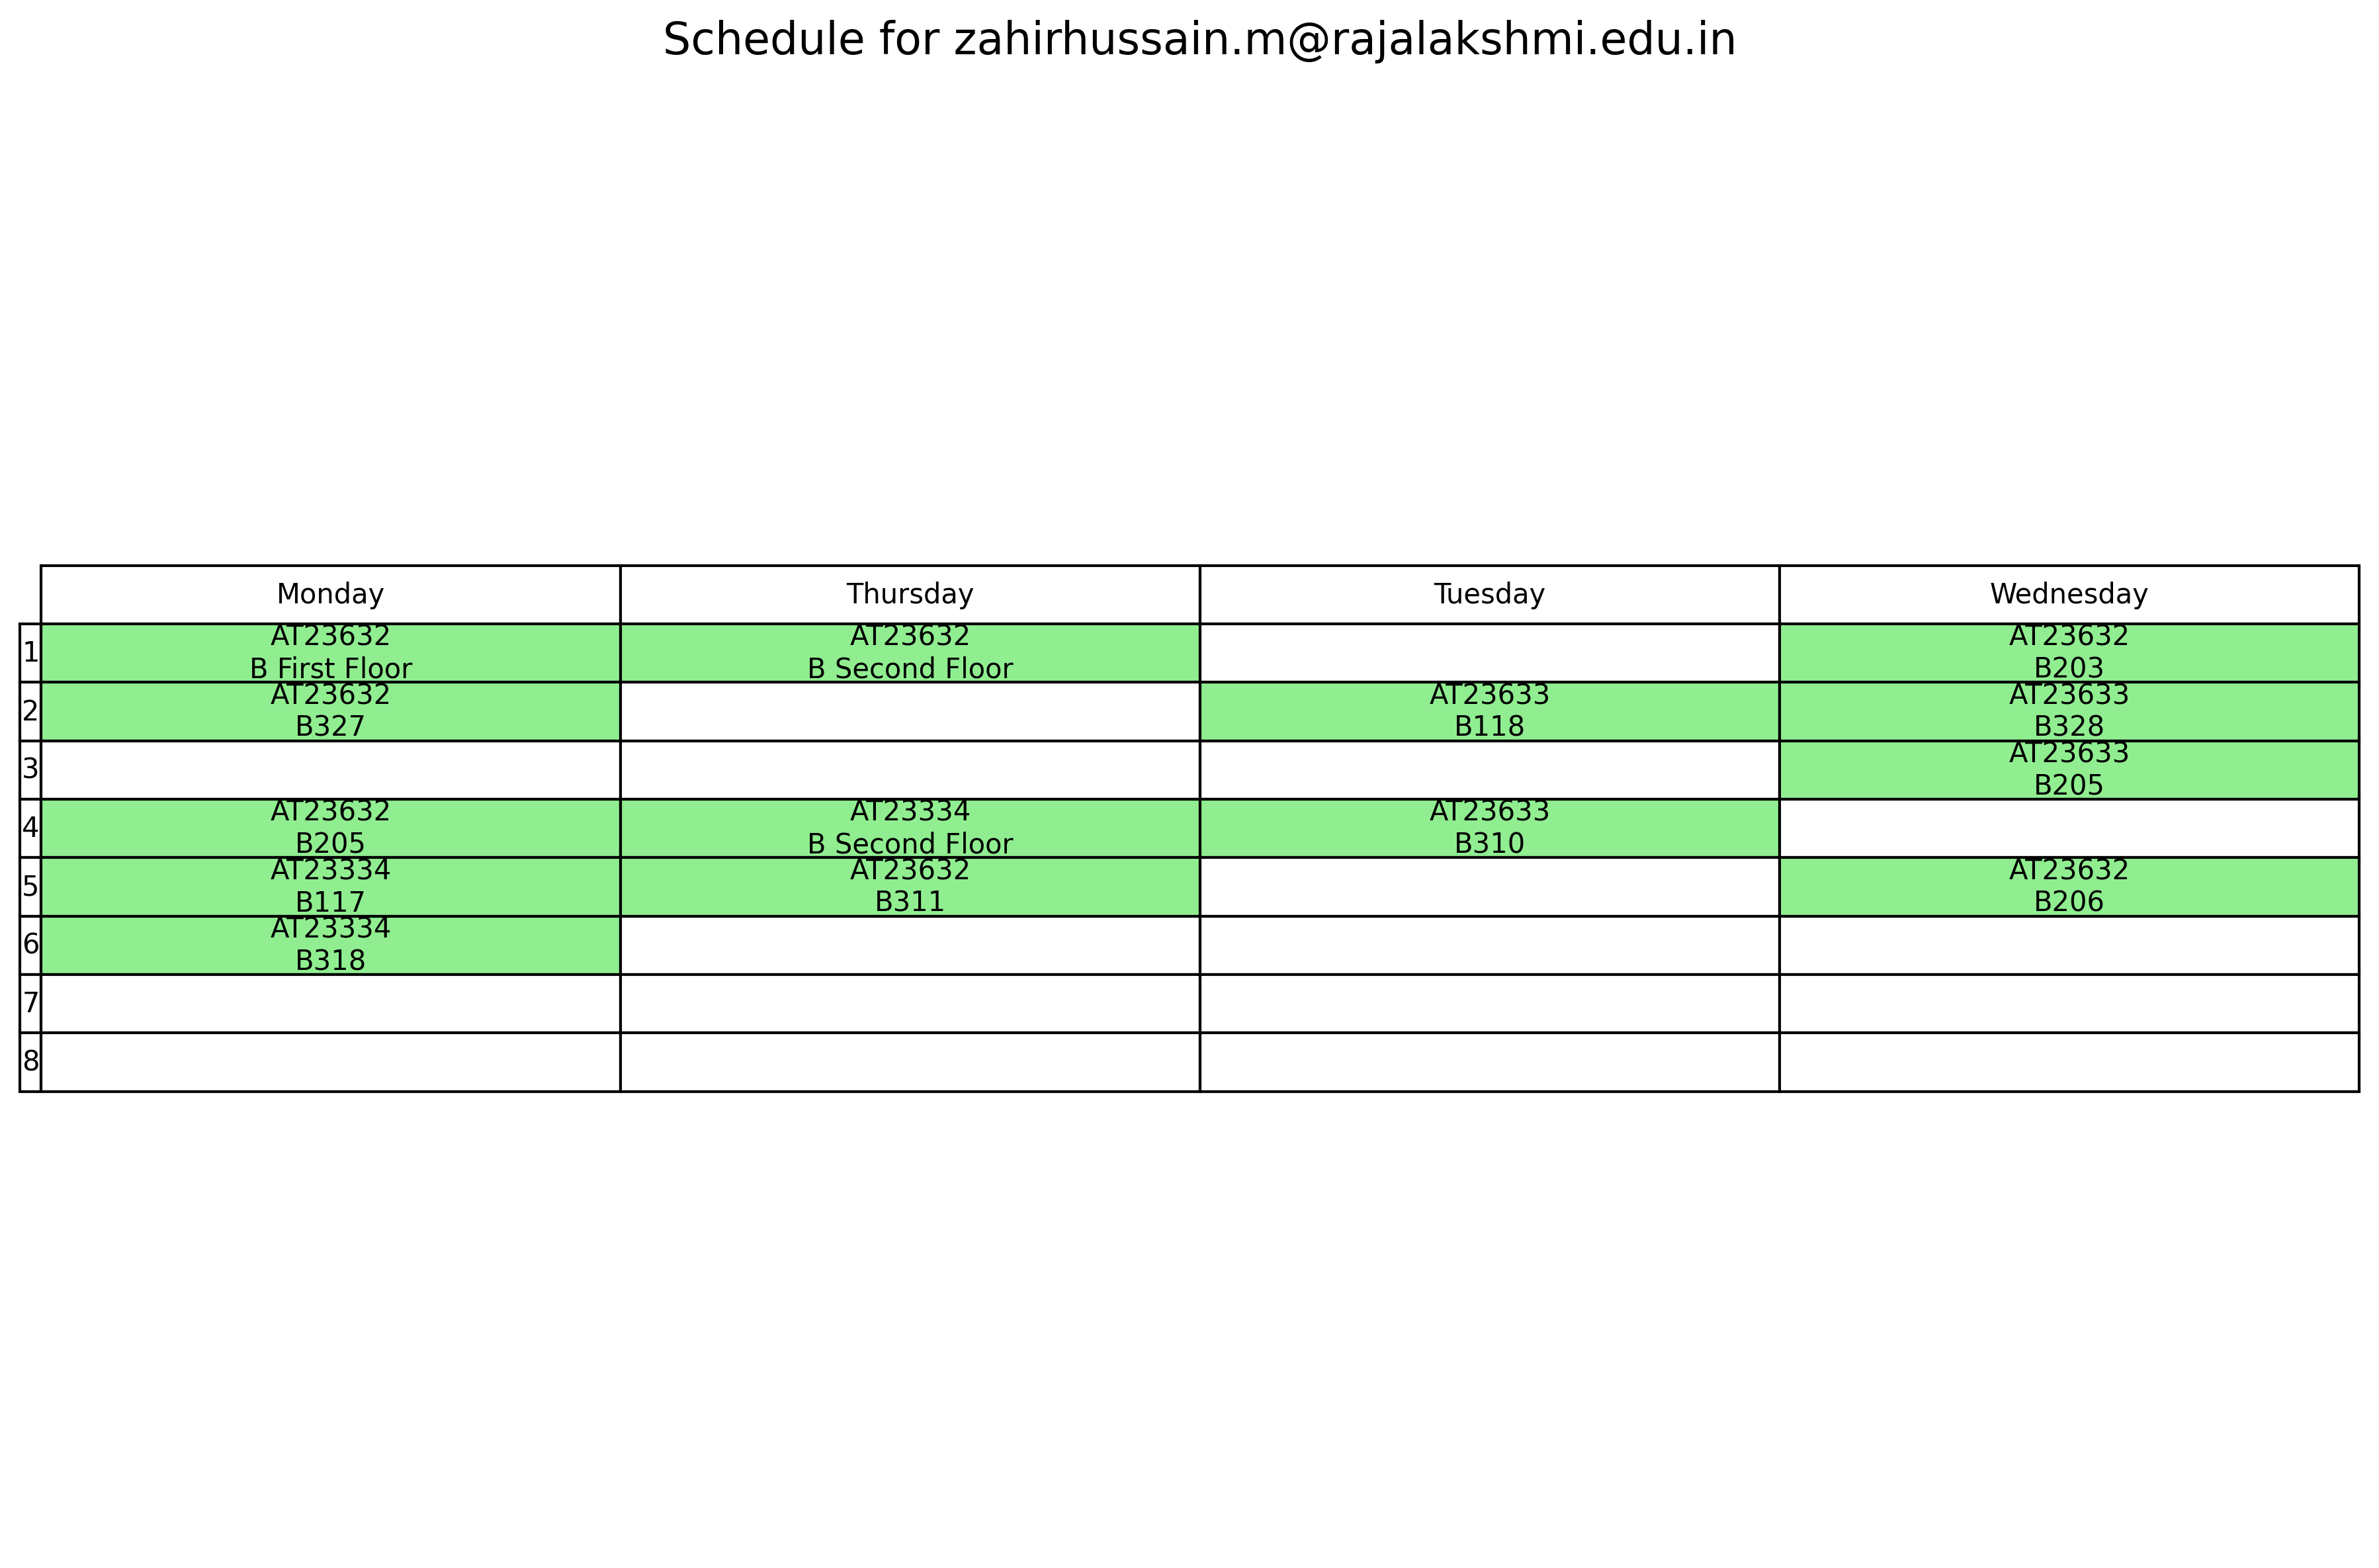 Schedule for zahirhussain.m@rajalakshmi.edu.in
Monday Thursday Tuesday Wednesday
1 AT23632 AT23632 AT23632
B First Floor B Second Floor B203
2 AT23632 AT23633 AT23633
B327 B118 B328
3 AT23633
B205
4 AT23632 AT23334 AT23633
B205 B Second Floor B310
5 AT23334 AT23632 AT23632
B117 B311 B206
6 AT23334
B318
7
8